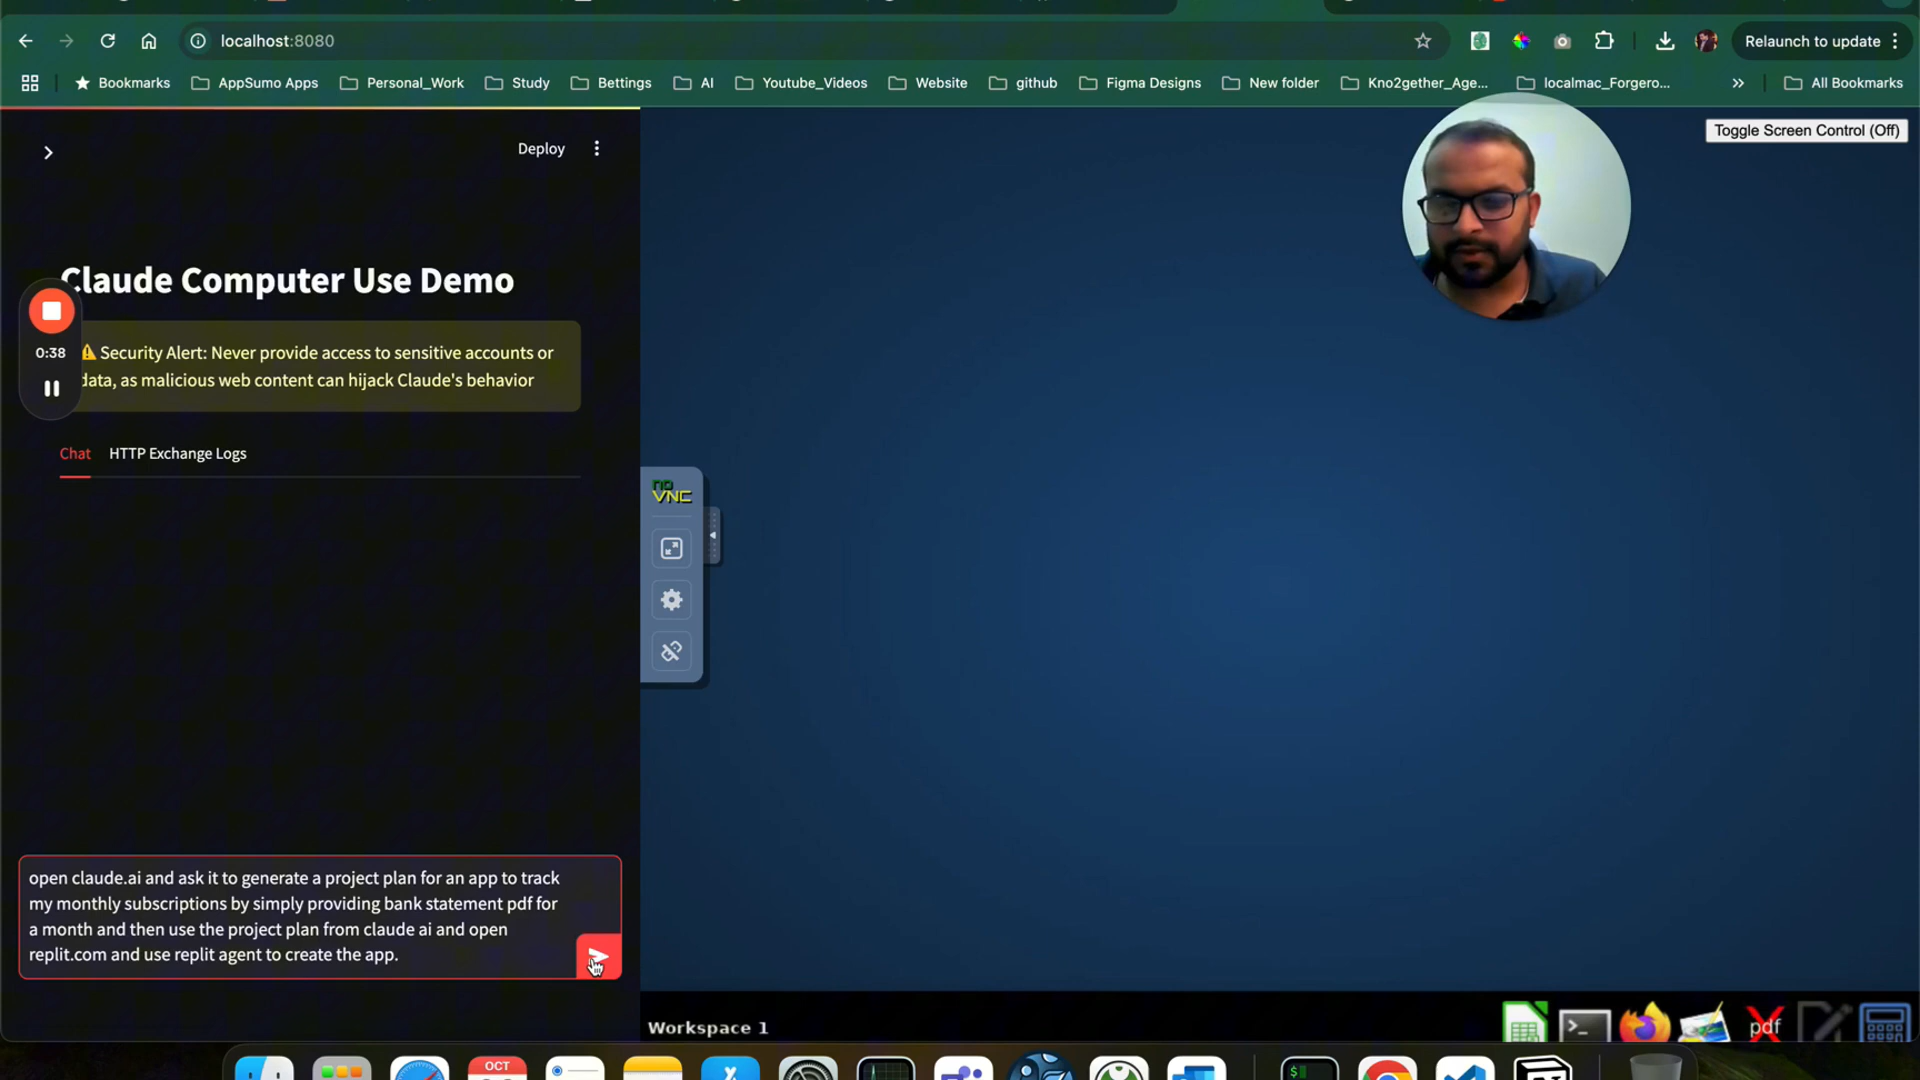 localhost:8080
Relaunch to update
Bookmarks
AppSumo Apps
Personal_Work
Study
Bettings
AI
Youtube_Videos
Website
github
Figma Designs
New folder
Kno2gether_Age...
localmac_Forgero...
»
All Bookmarks
Deploy
Toggle Screen Control (Off)
Claude Computer Use Demo
0:38
Security Alert: Never provide access to sensitive accounts or
data, as malicious web content can hijack Claude's behavior
Chat
HTTP Exchange Logs
no
VNC
open claude.ai and ask it to generate a project plan for an app to track
my monthly subscriptions by simply providing bank statement pdf for
a month and then use the project plan from claude ai and open
replit.com and use replit agent to create the app.
Workspace 1
pdf
OCT